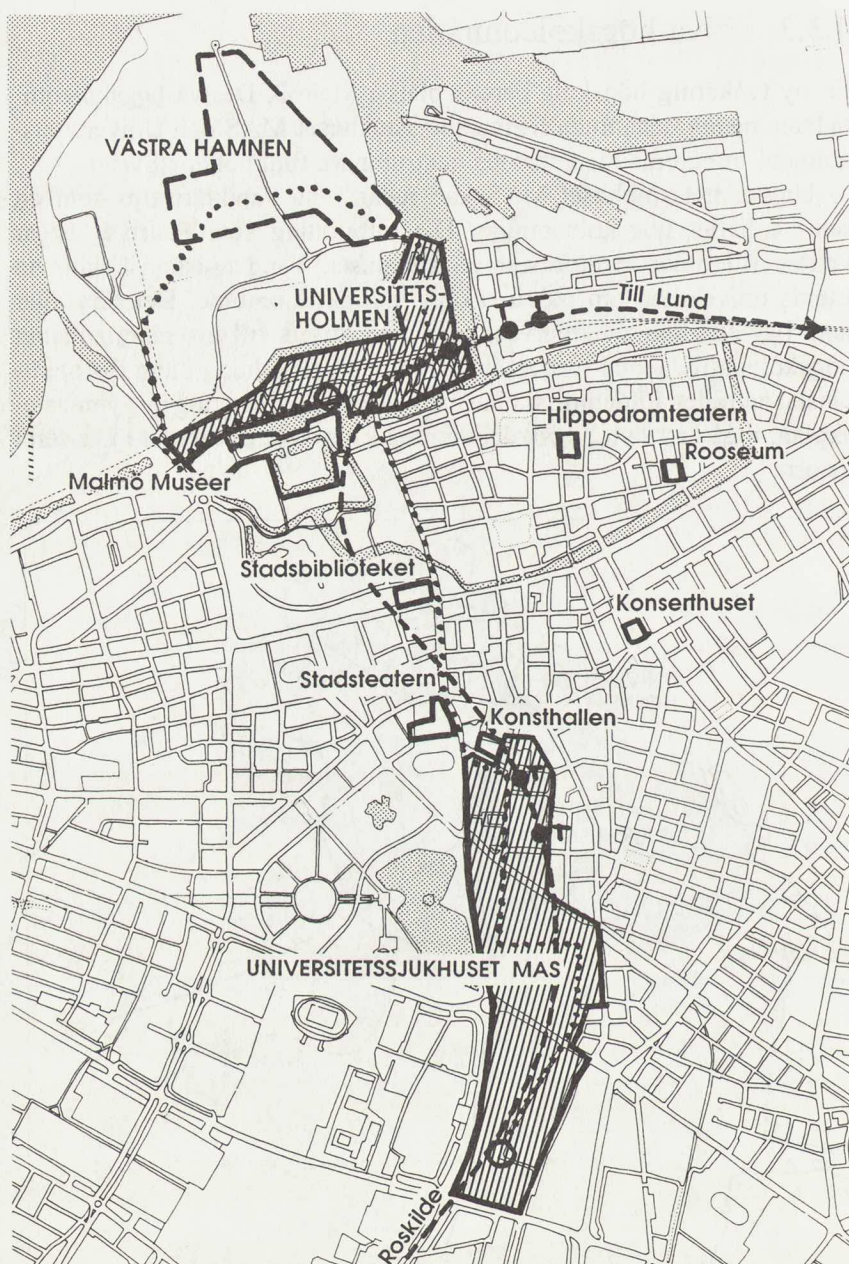 VÄSTRA HAMNEN
UNIVERSITETS-
HOLMEN
Till Lund
Hippodromteatern
Rooseum
Malmö Muséer
Stadsbiblioteket
Konserthuset
Stadsteatern
Konsthallen
UNIVERSITETSSJUKHUSET MAS
Roskilde